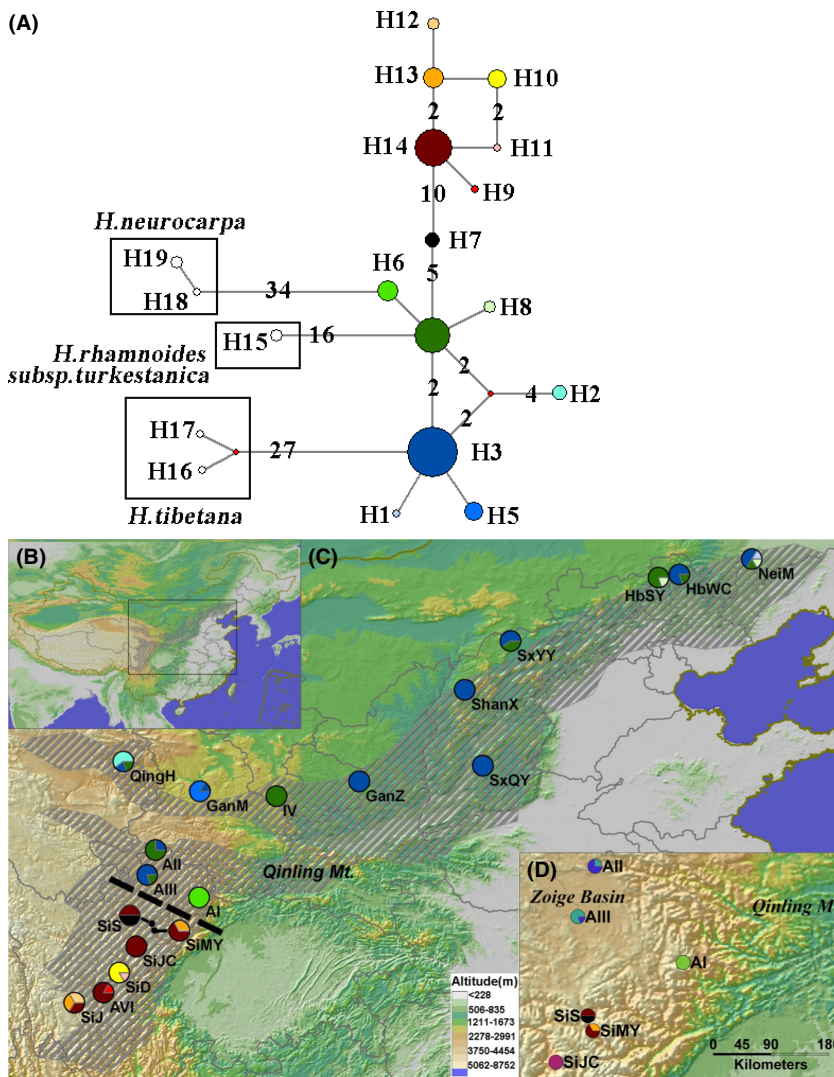 (A)
H12
H13
H10
2
2
H14
H11
H9
10
H.neurocarpa
H7
H19
H6
5
H18
34
H8
H15
16
H.rhamnoides
subsp.turkestanica
2
2
4
H2
2
H17
27
H3
H16
H.tibetana
H1
H5
(B)
(C)
NeiM
HbSY
HbWC
SxYY
ShanX
QingH
GanM
IV
GanZ
SxQY
AII
AIII
Qinling Mt.
AI
SiS
SiMY
SiJC
SiD
AVI
SiJ
Altitude(m)
<228
506-835
1211-1673
2278-2991
3750-4454
5062-8752
(D)
AII
Zoige Basin
Qinling M
AIII
AI
SiS
SiMY
SiJC
0 45 90 180
Kilometers